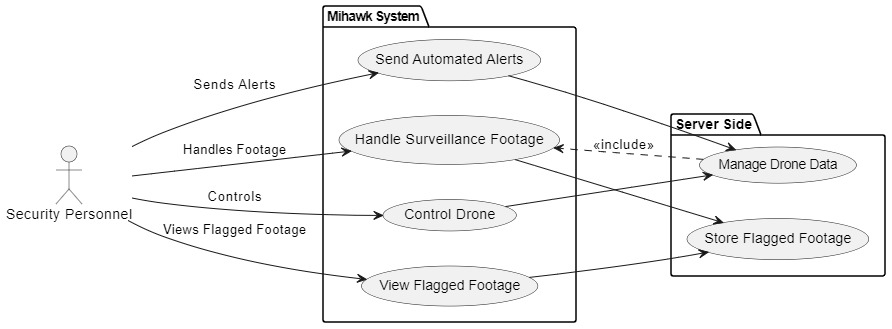 Mihawk System
Send Automated Alerts
Sends Alerts
Server Side
Handle Surveillance Footage
«include»
Handles Footage
Manage Drone Data
Security Personnel
Controls
Control Drone
Views Flagged Footage
Store Flagged Footage
View Flagged Footage